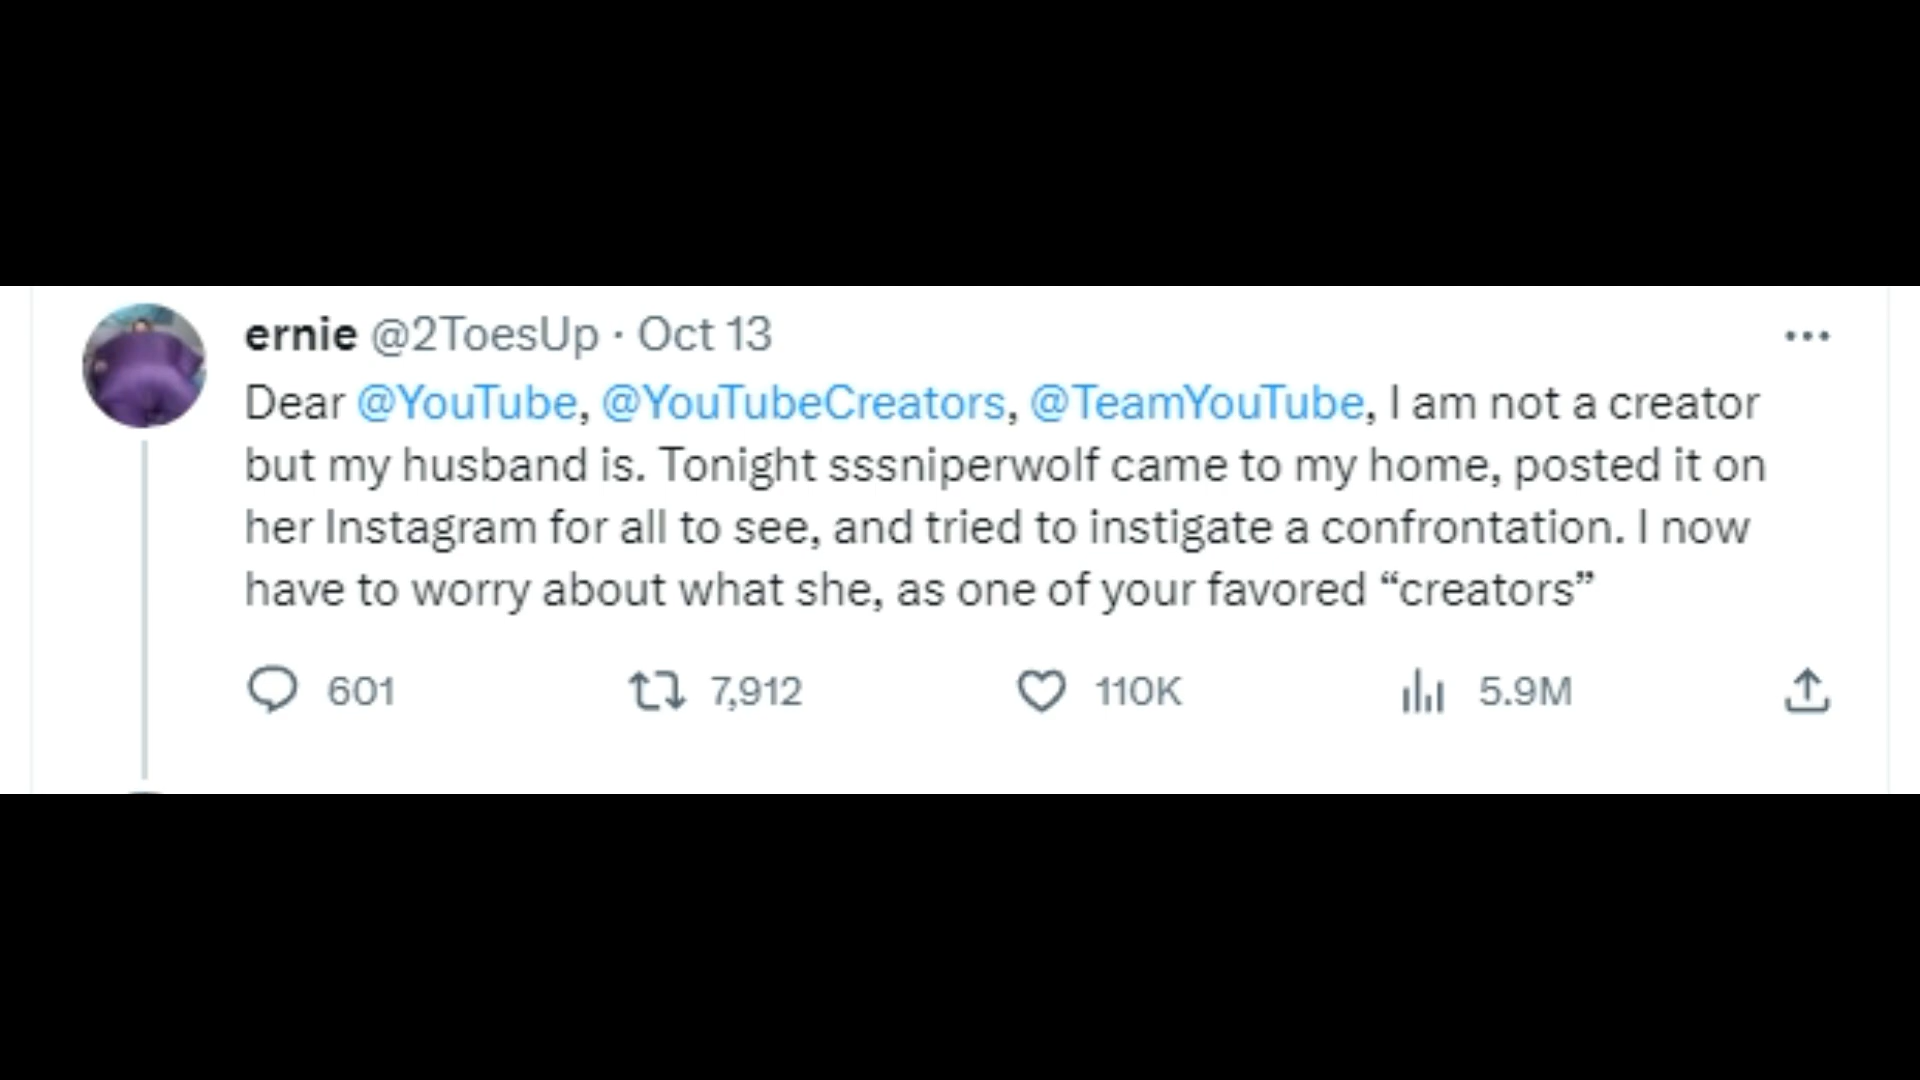 ernie @2ToesUp · Oct 13
Dear @YouTube, @YouTubeCreators, @TeamYouTube, I am not a creator
but my husband is. Tonight sssniperwolf came to my home, posted it on
her Instagram for all to see, and tried to instigate a confrontation. I now
have to worry about what she, as one of your favored “creators”
601 7,912 110K 5.9M